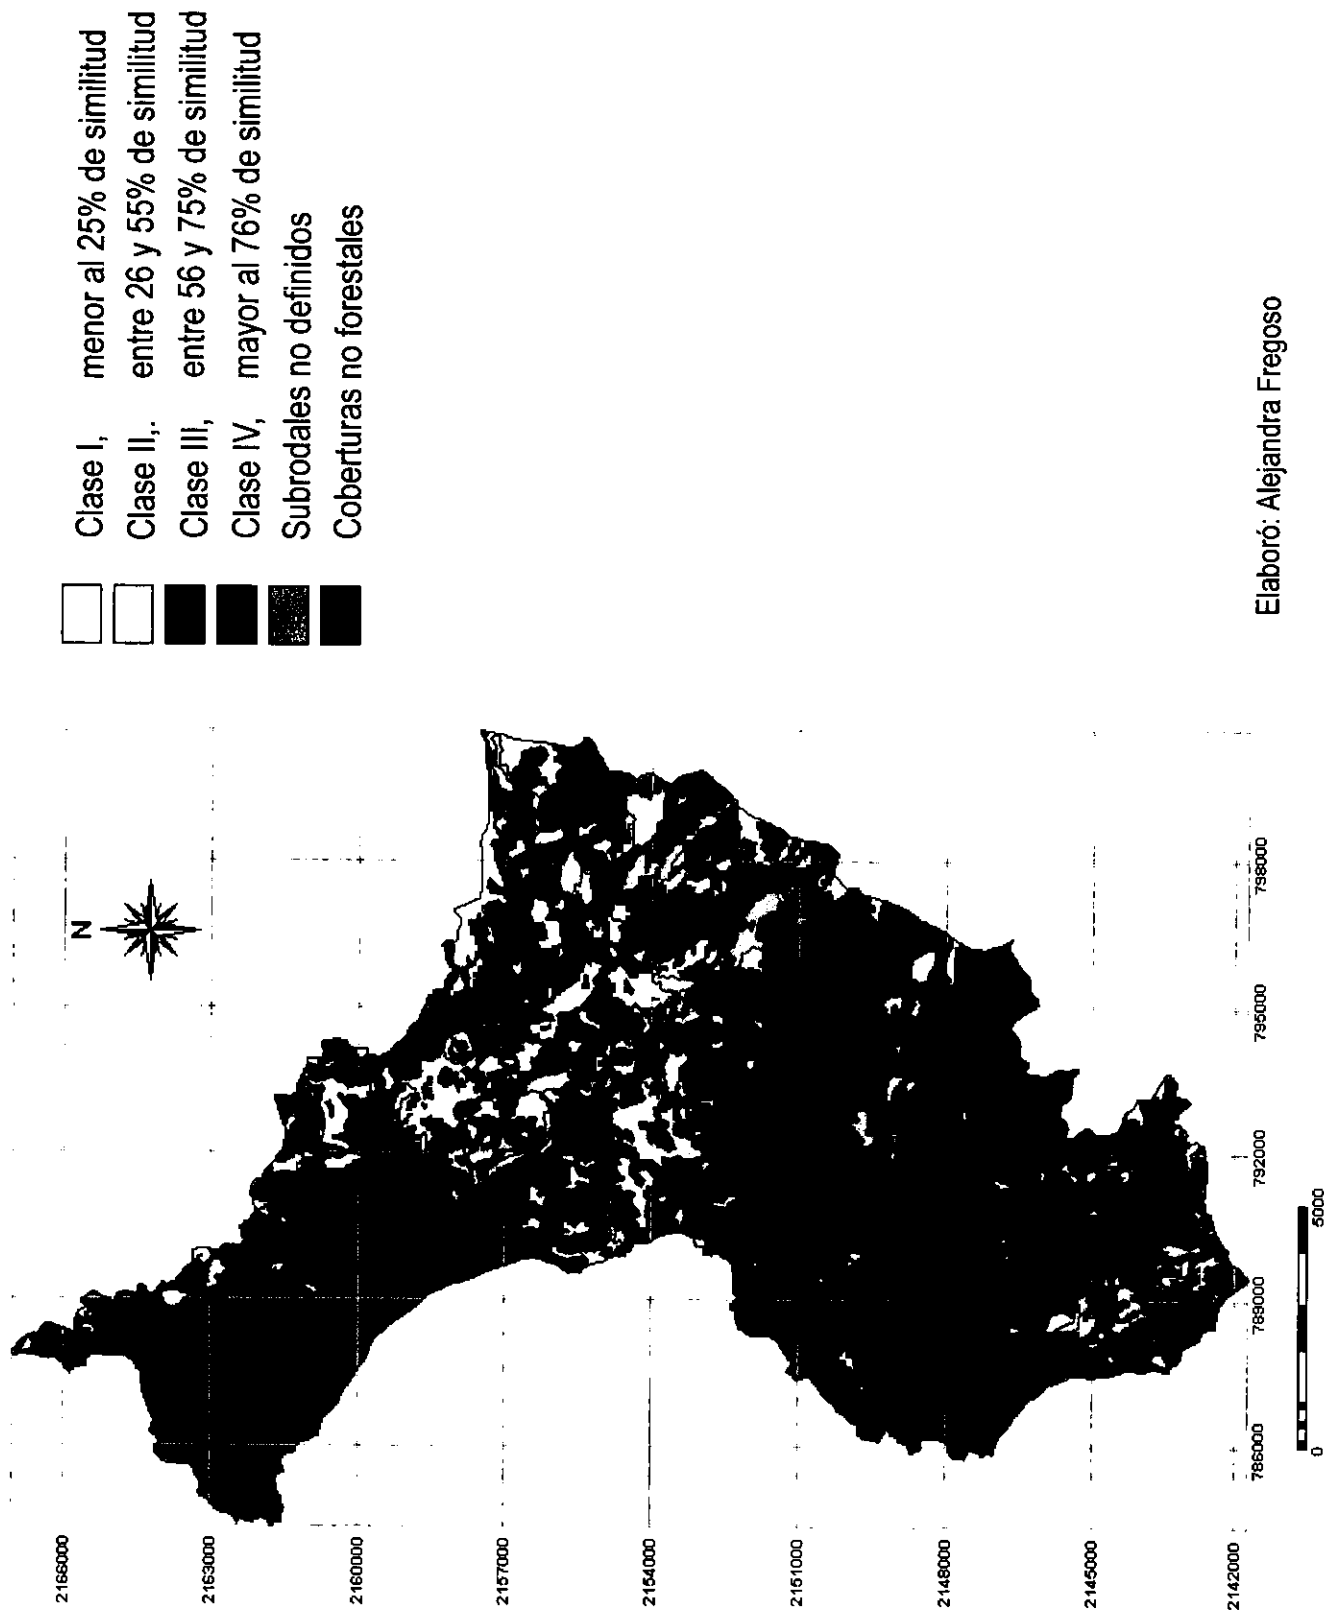 Clase I, menor al 25% de similitud
Clase II,. entre 26 y 55% de similitud
Clase III, entre 56 y 75% de similitud
Clase IV, mayor al 76% de similitud
Subrodales no definidos
Coberturas no forestales
N
2166000
2163000
2160000
2157000
2154000
2151000
2148000
2145000
2142000
786000
789000
792000
795000
798000
0
5000
Elaboró: Alejandra Fregoso